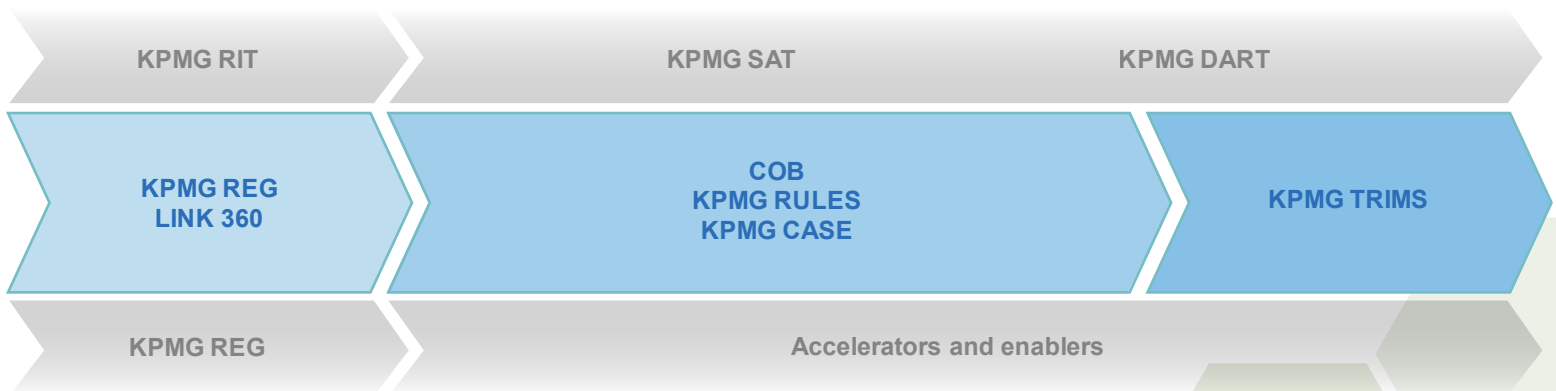 KPMG RIT
KPMG SAT
KPMG DART
KPMG REG
LINK 360
COB
KPMG RULES
KPMG CASE
KPMG TRIMS
KPMG REG
Accelerators and enablers